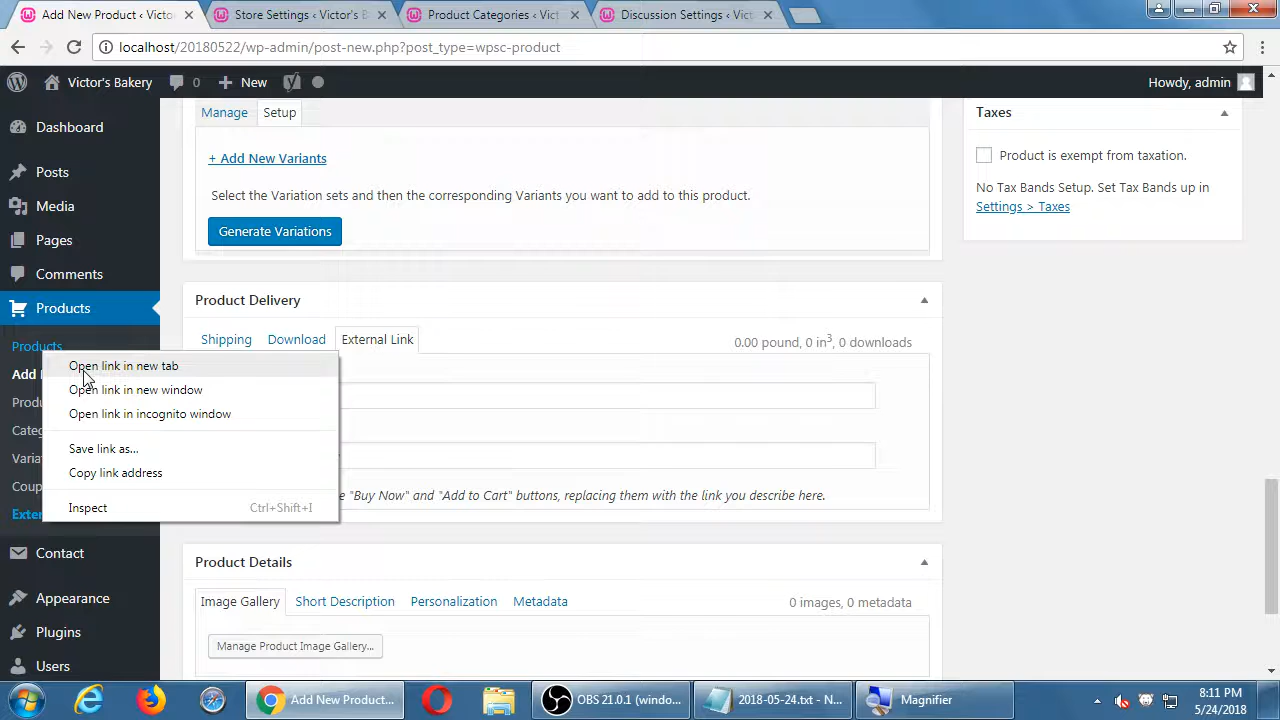 Add New Product ‹ Victo
Store Settings ‹ Victor's B
Product Categories ‹ Vict
Discussion Settings ‹ Vict
localhost/20180522/wp-admin/post-new.php?post_type=wpsc-product
Victor's Bakery
0
New
Howdy, admin
Dashboard
Posts
Media
Pages
Comments
Products
Products
Add
Produ
Categ
Varia
Coup
Exter
Contact
Appearance
Plugins
Users
Open link in new tab
Open link in new window
Open link in incognito window
Save link as...
Copy link address
Inspect Ctrl+Shift+I
Manage Setup
+ Add New Variants
Select the Variation sets and then the corresponding Variants you want to add to this product.
Generate Variations
Product Delivery
Shipping Download External Link 0.00 pound, 0 in³, 0 downloads
"Buy Now" and "Add to Cart" buttons, replacing them with the link you describe here.
Product Details
Image Gallery Short Description Personalization Metadata 0 images, 0 metadata
Manage Product Image Gallery...
Taxes
Product is exempt from taxation.
No Tax Bands Setup. Set Tax Bands up in
Settings > Taxes
Add New Product...
OBS 21.0.1 (windo...
2018-05-24.txt - N...
Magnifier
8:11 PM
5/24/2018